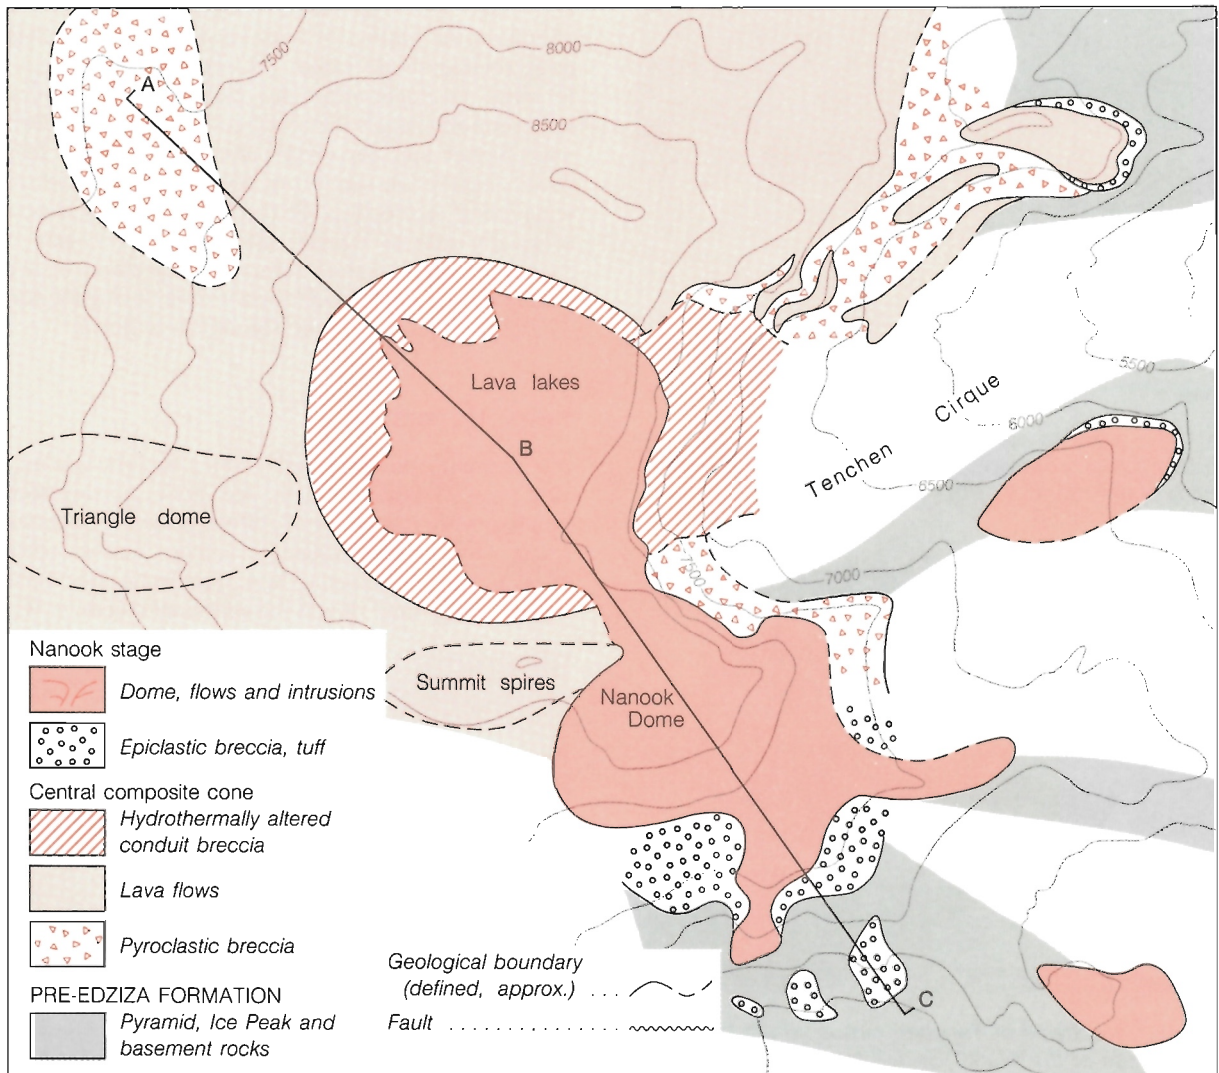 A
7500
8000
8500
Lava lakes
B
Tenchen Cirque
5500
6000
6500
Triangle dome
7500
7000
Summit spires
Nanook
Dome
C
Nanook stage
Dome, flows and intrusions
Epiclastic breccia, tuff
Central composite cone
Hydrothermally altered
conduit breccia
Lava flows
Pyroclastic breccia
PRE-EDZIZA FORMATION
Pyramid, Ice Peak and
basement rocks
Geological boundary
(defined, approx.) ....
Fault ..................